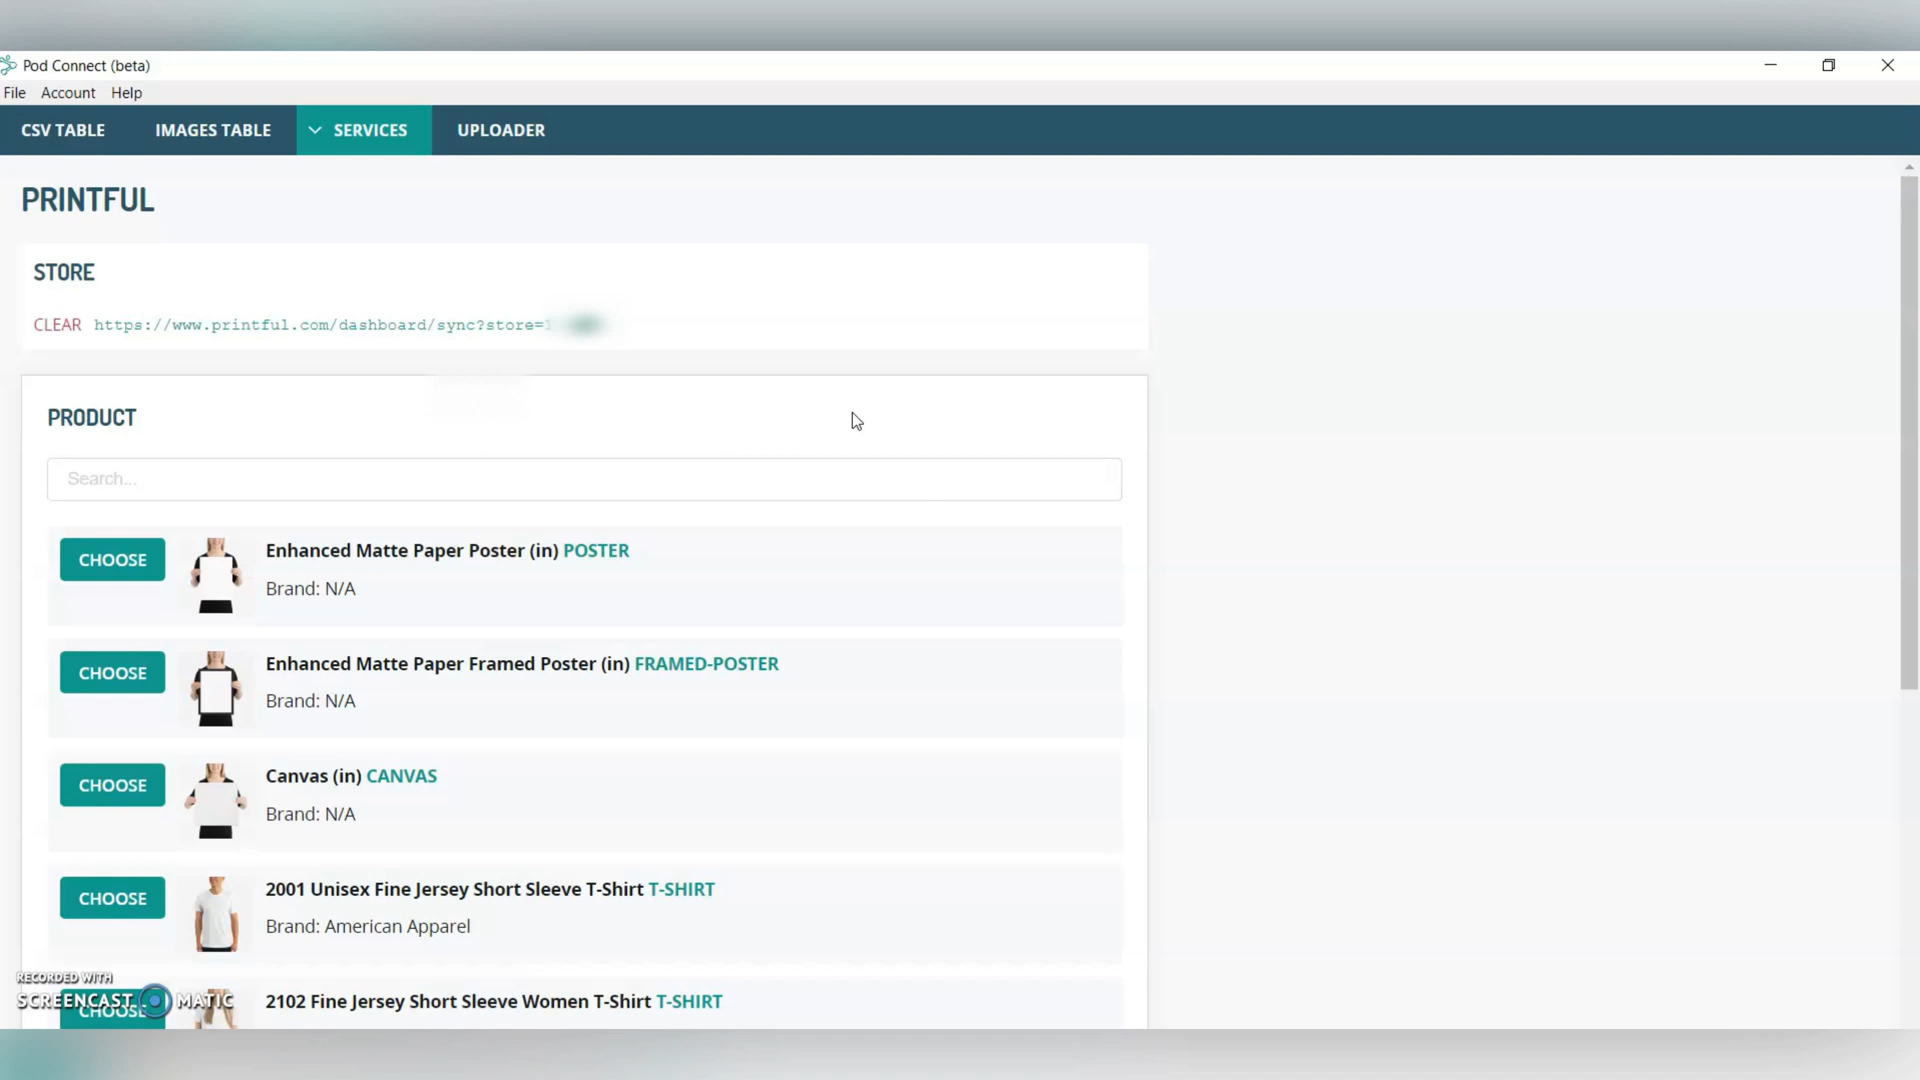 Pod Connect (beta)
File Account Help
CSV TABLE IMAGES TABLE SERVICES UPLOADER
PRINTFUL
STORE
CLEAR https://www.printful.com/dashboard/sync?store=
PRODUCT
Search...
CHOOSE Enhanced Matte Paper Poster (in) POSTER
Brand: N/A
CHOOSE Enhanced Matte Paper Framed Poster (in) FRAMED-POSTER
Brand: N/A
CHOOSE Canvas (in) CANVAS
Brand: N/A
CHOOSE 2001 Unisex Fine Jersey Short Sleeve T-Shirt T-SHIRT
Brand: American Apparel
RECORDED WITH
SCREENCAST MATIC
CHOOSE 2102 Fine Jersey Short Sleeve Women T-Shirt T-SHIRT